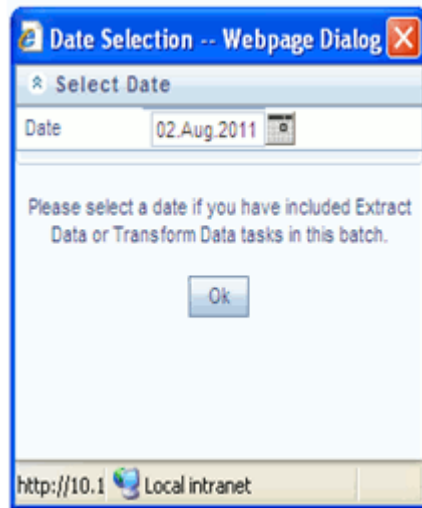 Date Selection -- Webpage Dialog
Select Date
Date 02.Aug.2011
Please select a date if you have included Extract
Data or Transform Data tasks in this batch.
Ok
http://10.1 Local intranet